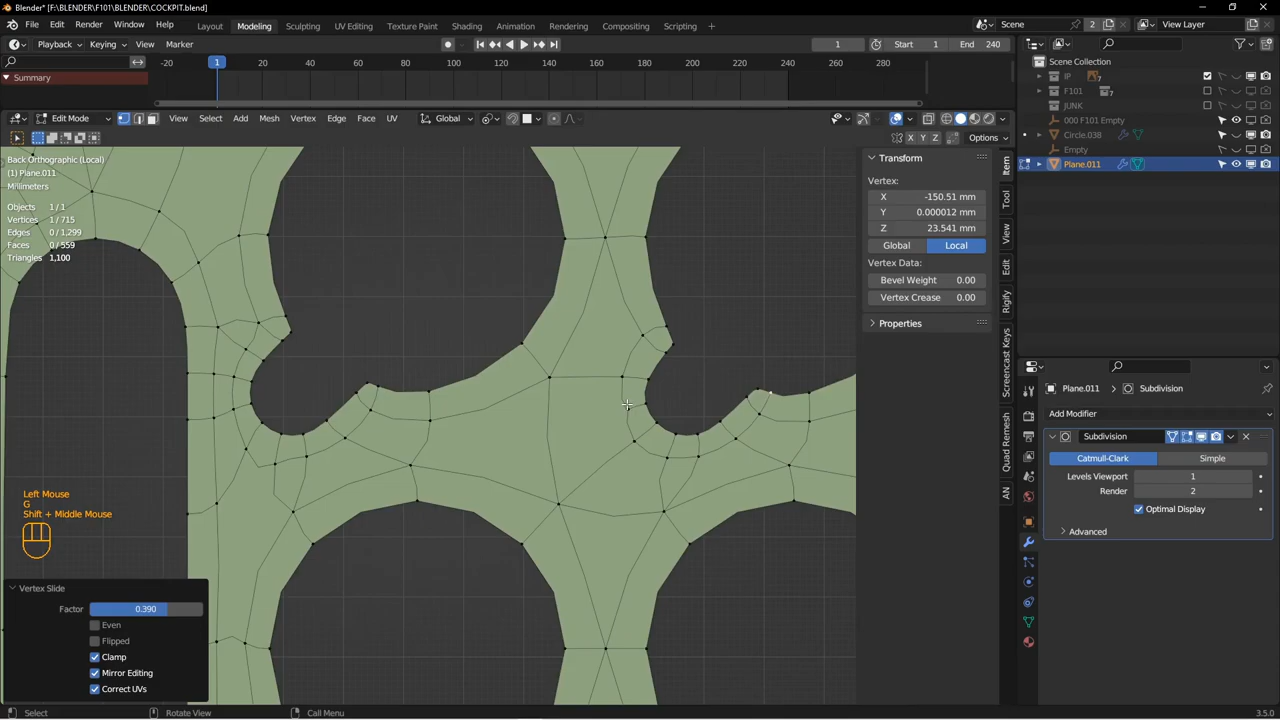 Blender* [F:\BLENDER\F101\COCKPIT.blend]
File Edit Render Window Help Layout Modeling Sculpting UV Editing Texture Paint Shading Animation Rendering Compositing Scripting Scene 2 View Layer
Playback Keying View Marker 1 Start 1 End 240
-20 1 20 40 60 80 100 120 140 160 180 200 220 240 260 280
Summary
Edit Mode View Select Add Mesh Vertex Edge Face UV Global
X Y Z Options
Back Orthographic (Local)
(1) Plane.011
Millimeters
Objects 1/1
Vertices 1/715
Edges 0/1,299
Faces 0/559
Triangles 1,100
Transform
Vertex:
X -150.51 mm
Y 0.000012 mm
Z 23.541 mm
Global Local
Vertex Data:
Bevel Weight 0.00
Vertex Crease 0.00
Properties
Item
Tool
View
Edit
Rigify
Screencast Keys
Quad Remesh
AN
Scene Collection
IP 7
F101 7
JUNK
000 F101 Empty
Circle.038
Empty
Plane.011
Plane.011 Subdivision
Add Modifier
Subdivision
Catmull-Clark Simple
Levels Viewport 1
Render 2
Optimal Display
Advanced
Left Mouse
G
Shift + Middle Mouse
Vertex Slide
Factor 0.390
Even
Flipped
Clamp
Mirror Editing
Correct UVs
Select Rotate View Call Menu 3.5.0